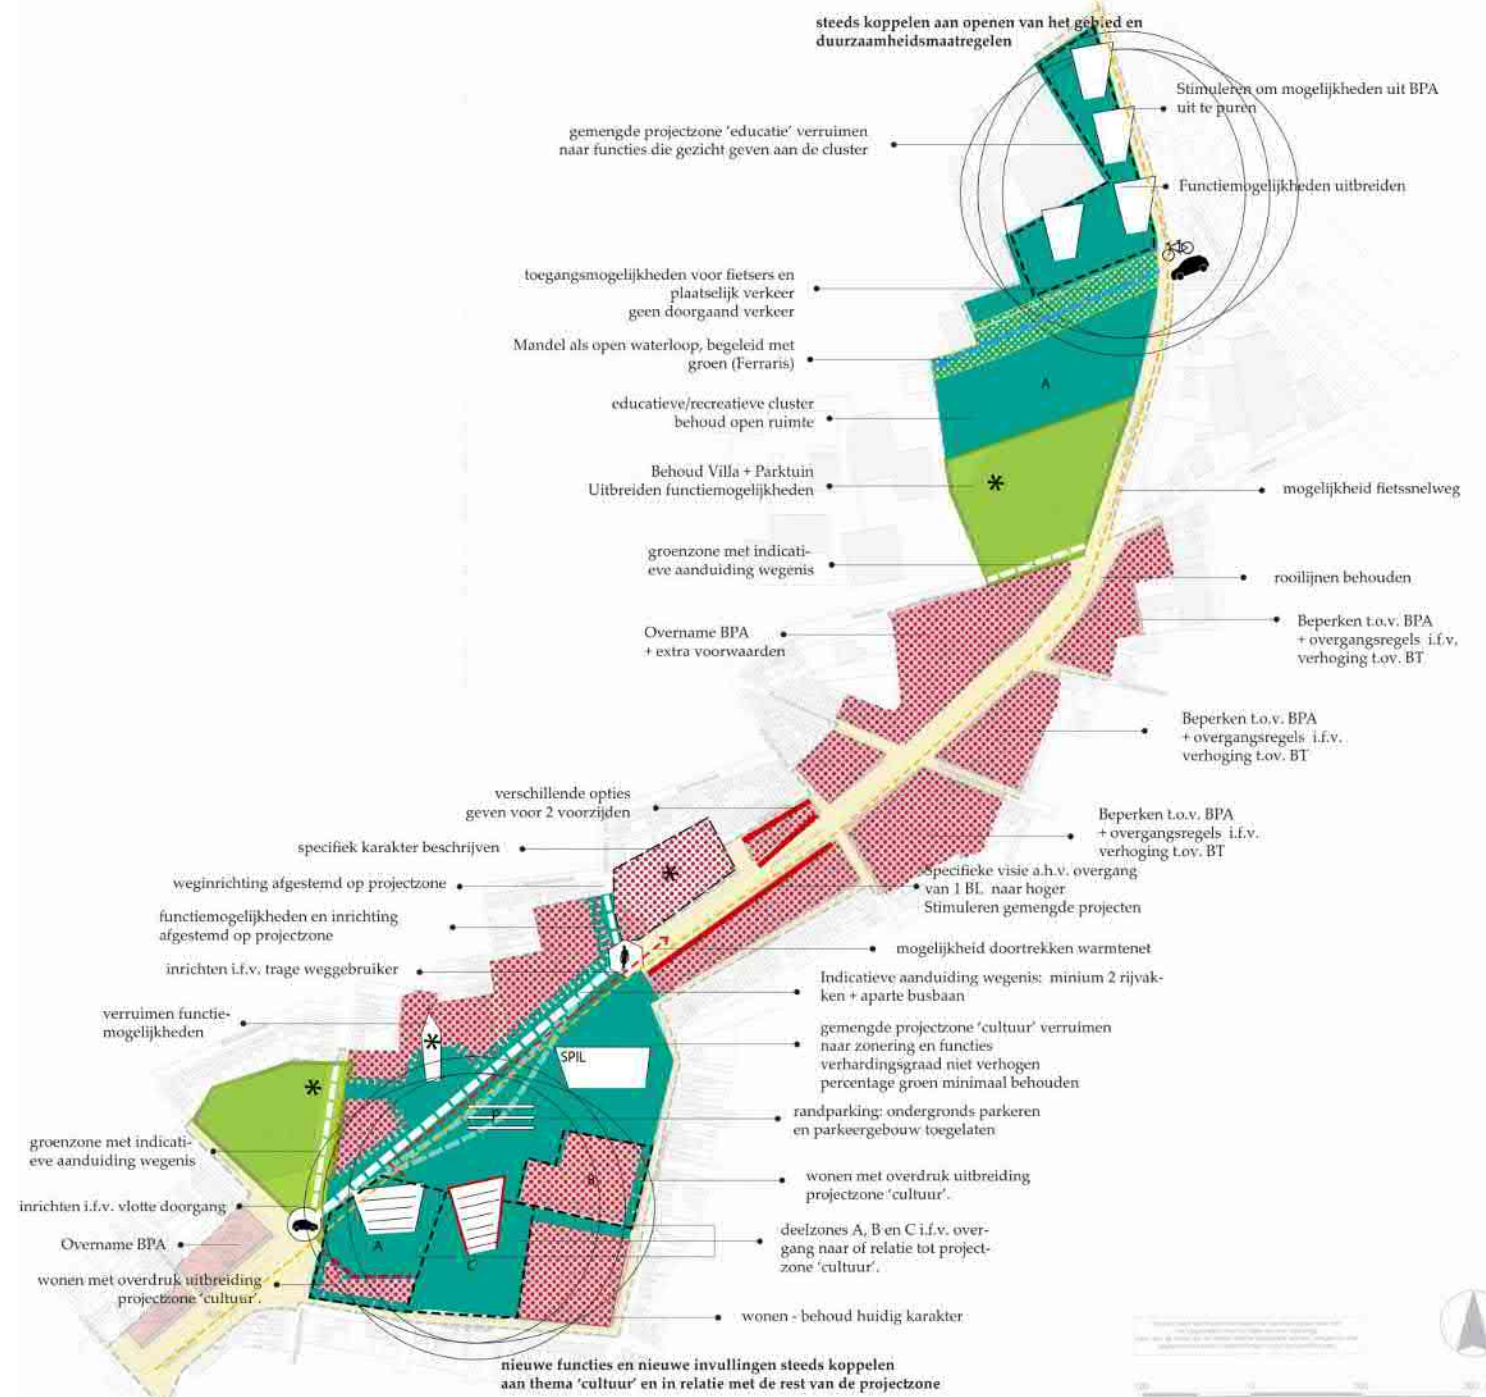 steeds koppelen aan openen van het gebied en
duurzaamheidsmaatregelen
Stimuleren om mogelijkheden uit BPA
uit te puren
gemengde projectzone 'educatie' verruimen
naar functies die gezicht geven aan de cluster
Functiemogelijkheden uitbreiden
toegangsmogelijkheden voor fietsers en
plaatselijk verkeer
geen doorgaand verkeer
Mandel als open waterloop, begeleid met
groen (Ferraris)
A
educatieve/recreatieve cluster
behoud open ruimte
Behoud Villa + Parktuin
Uitbreiden functiemogelijkheden
mogelijkheid fietssnelweg
groenzone met indicati-
eve aanduiding wegenis
rooilijnen behouden
Overname BPA
+ extra voorwaarden
Beperken t.o.v. BPA
+ overgangsregels i.f.v.
verhoging t.ov. BT
Beperken t.o.v. BPA
+ overgangsregels i.f.v.
verhoging t.ov. BT
verschillende opties
geven voor 2 voorzijden
Beperken t.o.v. BPA
+ overgangsregels i.f.v.
verhoging t.ov. BT
specifiek karakter beschrijven
Specifieke visie a.h.v. overgang
van 1 BL naar hoger
Stimuleren gemengde projecten
weginrichting afgestemd op projectzone
functiemogelijkheden en inrichting
afgestemd op projectzone
mogelijkheid doortrekken warmtenet
inrichten i.f.v. trage weggebruiker
Indicatieve aanduiding wegenis: minium 2 rijvak-
ken + aparte busbaan
verruimen functie-
mogelijkheden
gemengde projectzone 'cultuur' verruimen
naar zonering en functies
verhardingsgraad niet verhogen
percentage groen minimaal behouden
SPIL
P
randparking: ondergronds parkeren
en parkeergebouw toegelaten
groenzone met indicati-
eve aanduiding wegenis
wonen met overdruk uitbreiding
projectzone 'cultuur'.
B
inrichten i.f.v. vlotte doorgang
deelzones A, B en C i.f.v. over-
gang naar of relatie tot project-
zone 'cultuur'.
A
C
Overname BPA
wonen met overdruk uitbreiding
projectzone 'cultuur'.
wonen - behoud huidig karakter
nieuwe functies en nieuwe invullingen steeds koppelen
aan thema 'cultuur' en in relatie met de rest van de projectzone